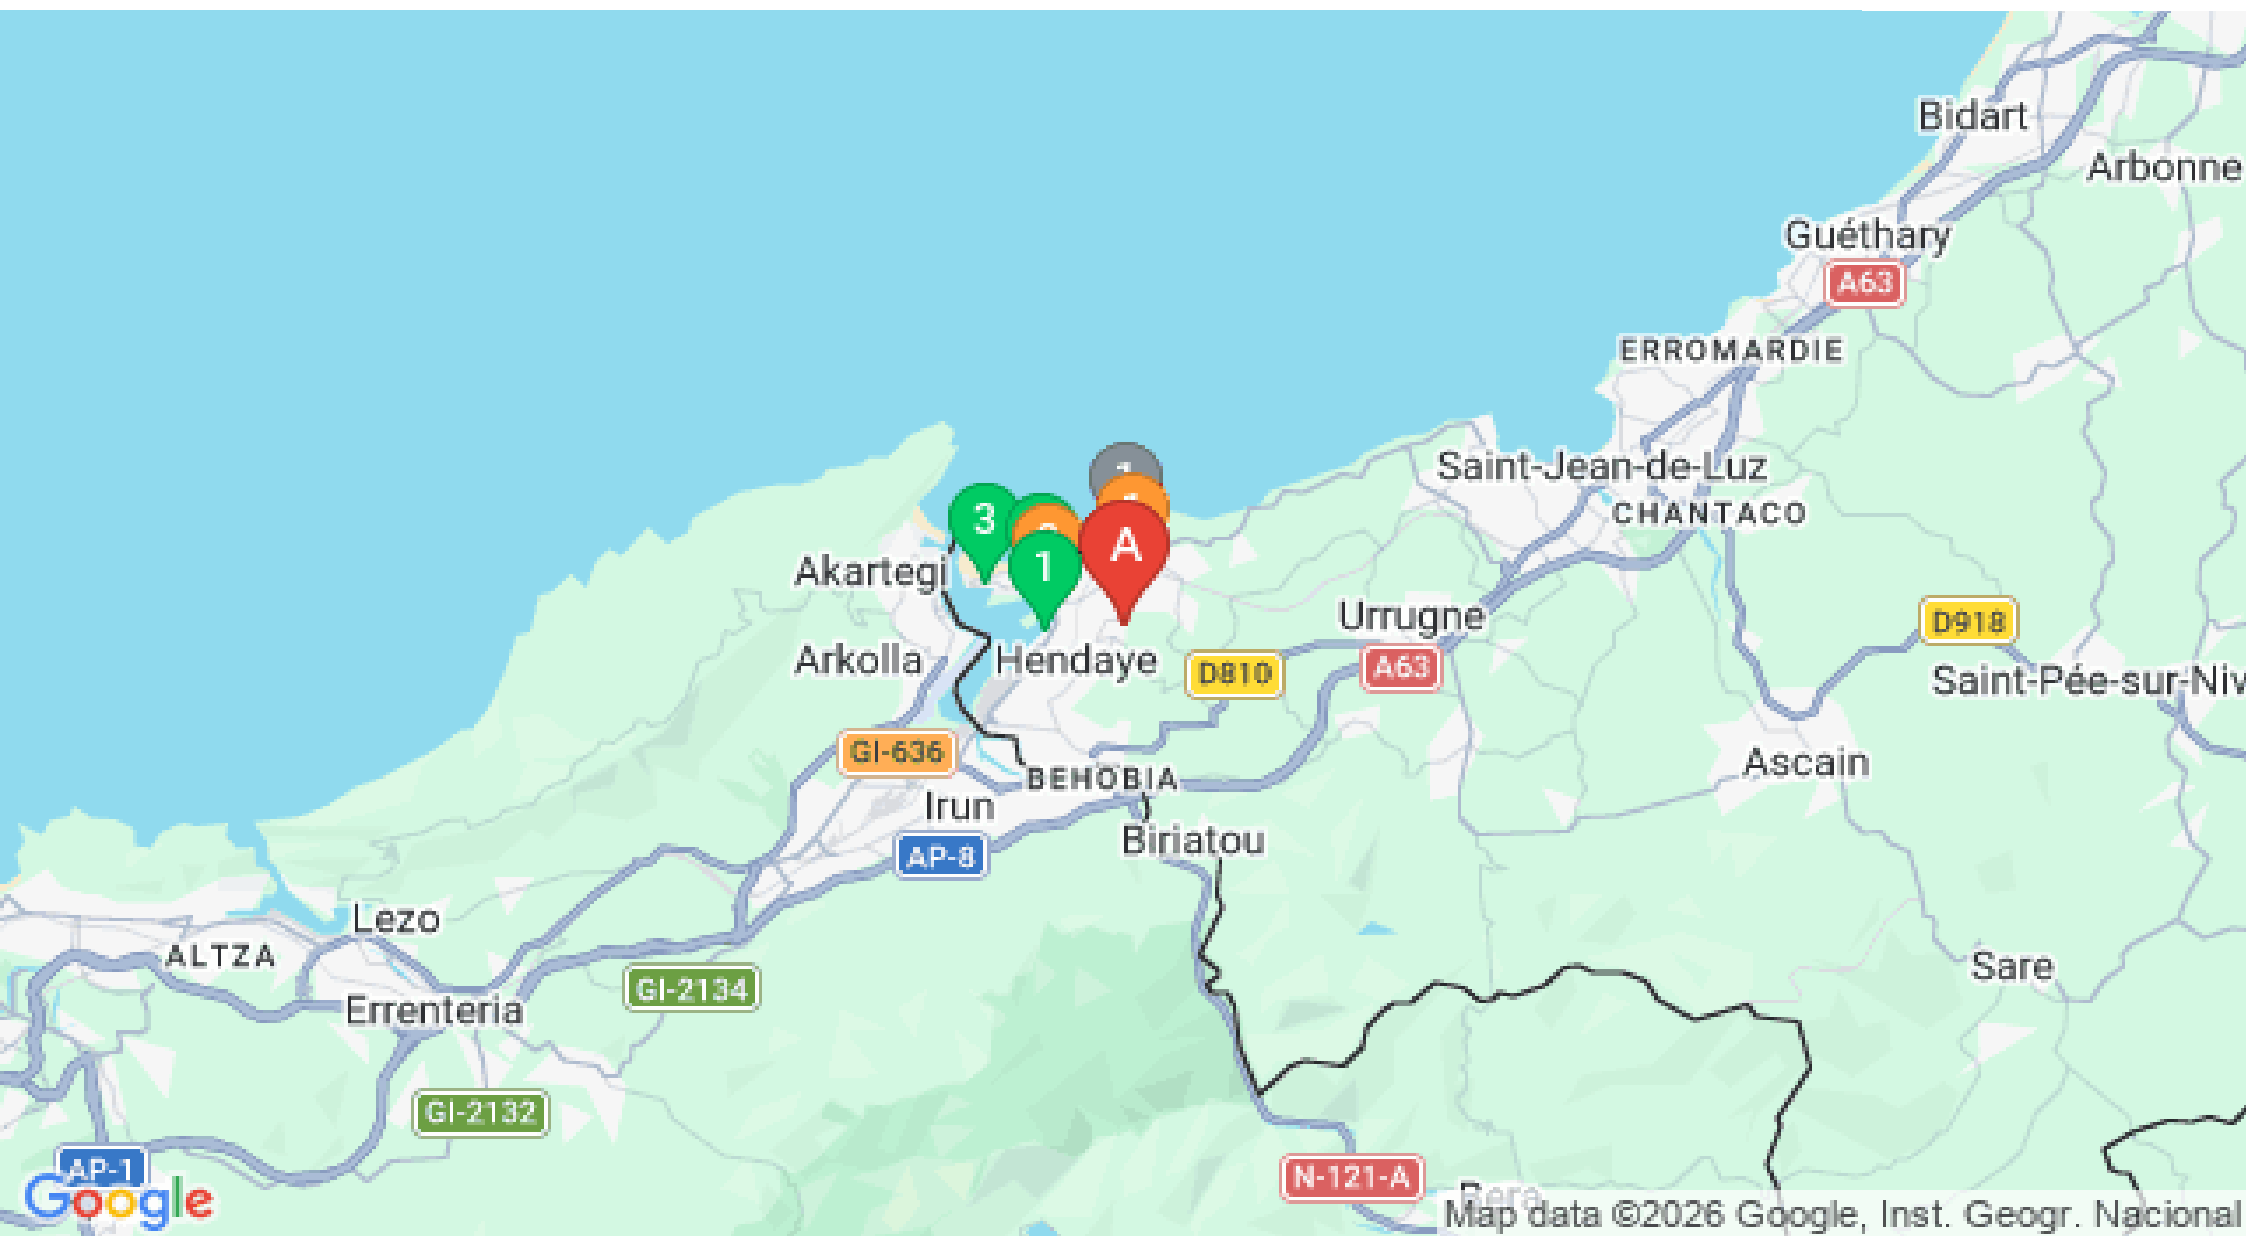 Bidart
Arbonne
Guéthary
A63
ERROMARDIE
Saint-Jean-de-Luz
CHANTACO
3
A
1
Akartegi
Urrugne
D918
Arkolla
Hendaye
D810
A63
Saint-Pée-sur-Niv
GI-636
BEHOBIA
Ascain
Irun
Biriatou
AP-8
Lezo
ALTZA
Sare
GI-2134
Errenteria
GI-2132
AP-1
N-121-A
Google
Bera
Map data ©2026 Google, Inst. Geogr. Nacional